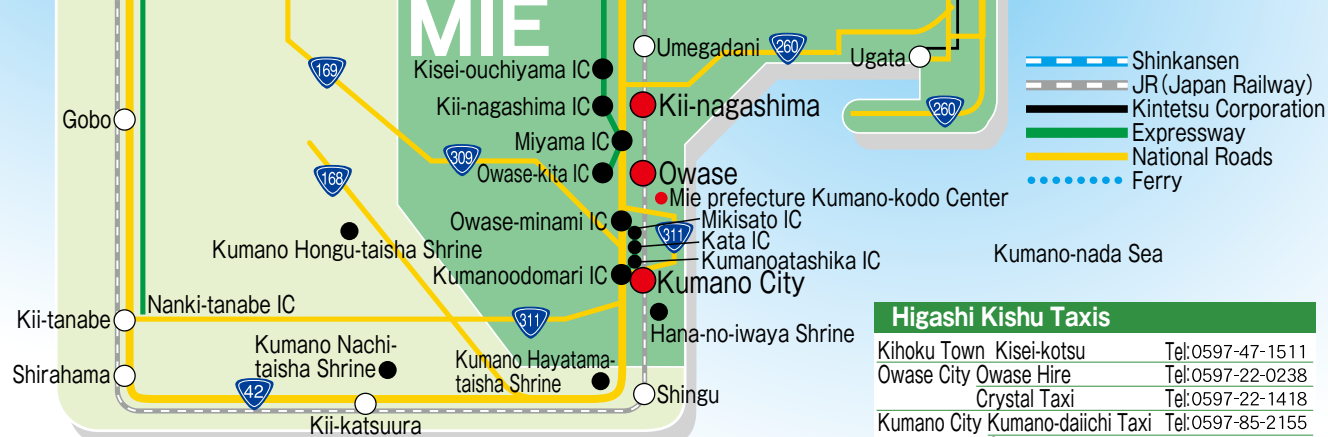 MIE
Umegadani
260
Ugata
Kisei-ouchiyama IC
169
Kii-nagashima IC
Kii-nagashima
260
Gobo
Miyama IC
309
Owase-kita IC
Owase
168
Mie prefecture Kumano-kodo Center
Owase-minami IC
Mikisato IC
311
Kata IC
Kumano Hongu-taisha Shrine
Kumanoatashika IC
Kumanoodomari IC
Kumano City
Kumano-nada Sea
Nanki-tanabe IC
Kii-tanabe
311
Hana-no-iwaya Shrine
Kumano Nachi-
taisha Shrine
Kumano Hayatama-
taisha Shrine
Shirahama
42
Shingu
Kii-katsuura
Shinkansen
JR(Japan Railway)
Kintetsu Corporation
Expressway
National Roads
Ferry
Higashi Kishu Taxis
Kihoku Town Kisei-kotsu Tel:0597-47-1511
Owase City Owase Hire Tel:0597-22-0238
Crystal Taxi Tel:0597-22-1418
Kumano City Kumano-daiichi Taxi Tel:0597-85-2155